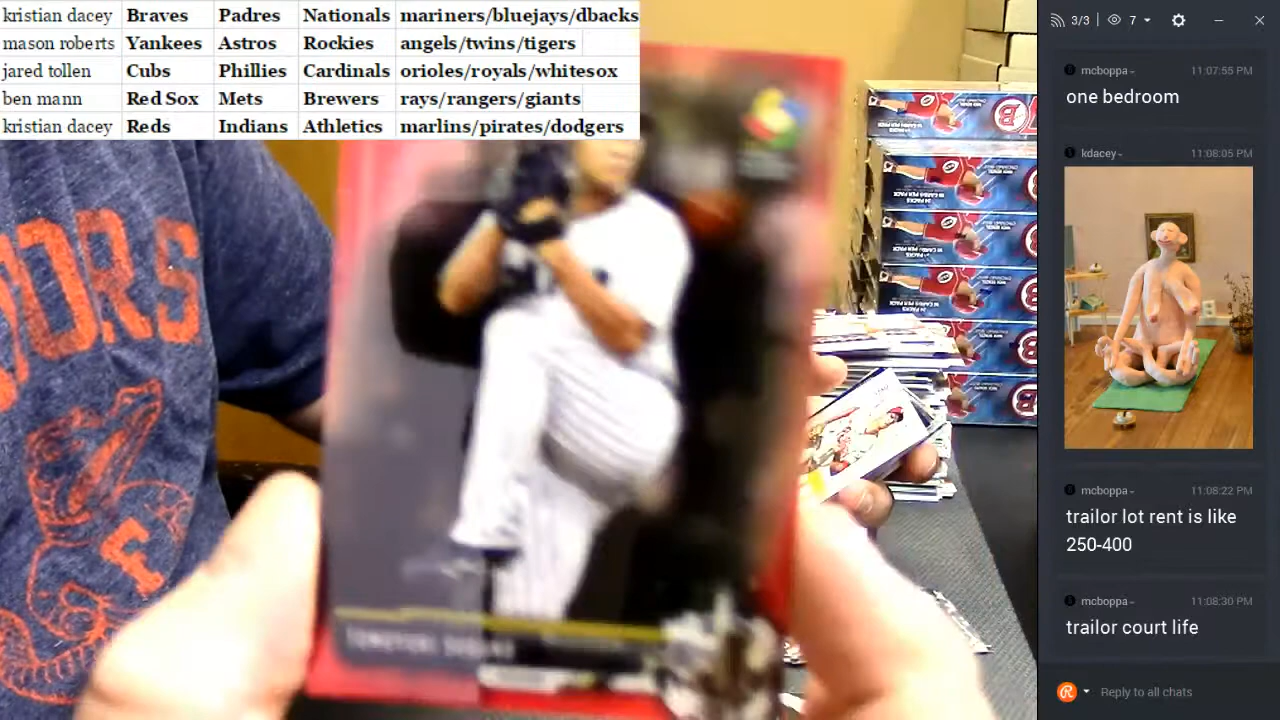 kristian dacey Braves Padres Nationals mariners/bluejays/dbacks
mason roberts Yankees Astros Rockies angels/twins/tigers
jared tollen Cubs Phillies Cardinals orioles/royals/whitesox
ben mann Red Sox Mets Brewers rays/rangers/giants
kristian dacey Reds Indians Athletics marlins/pirates/dodgers
3/3 7
mcboppa 11:07:55 PM
one bedroom
kdacey 11:08:05 PM
mcboppa 11:08:22 PM
trailor lot rent is like
250-400
mcboppa 11:08:30 PM
trailor court life
Reply to all chats
ORS
F